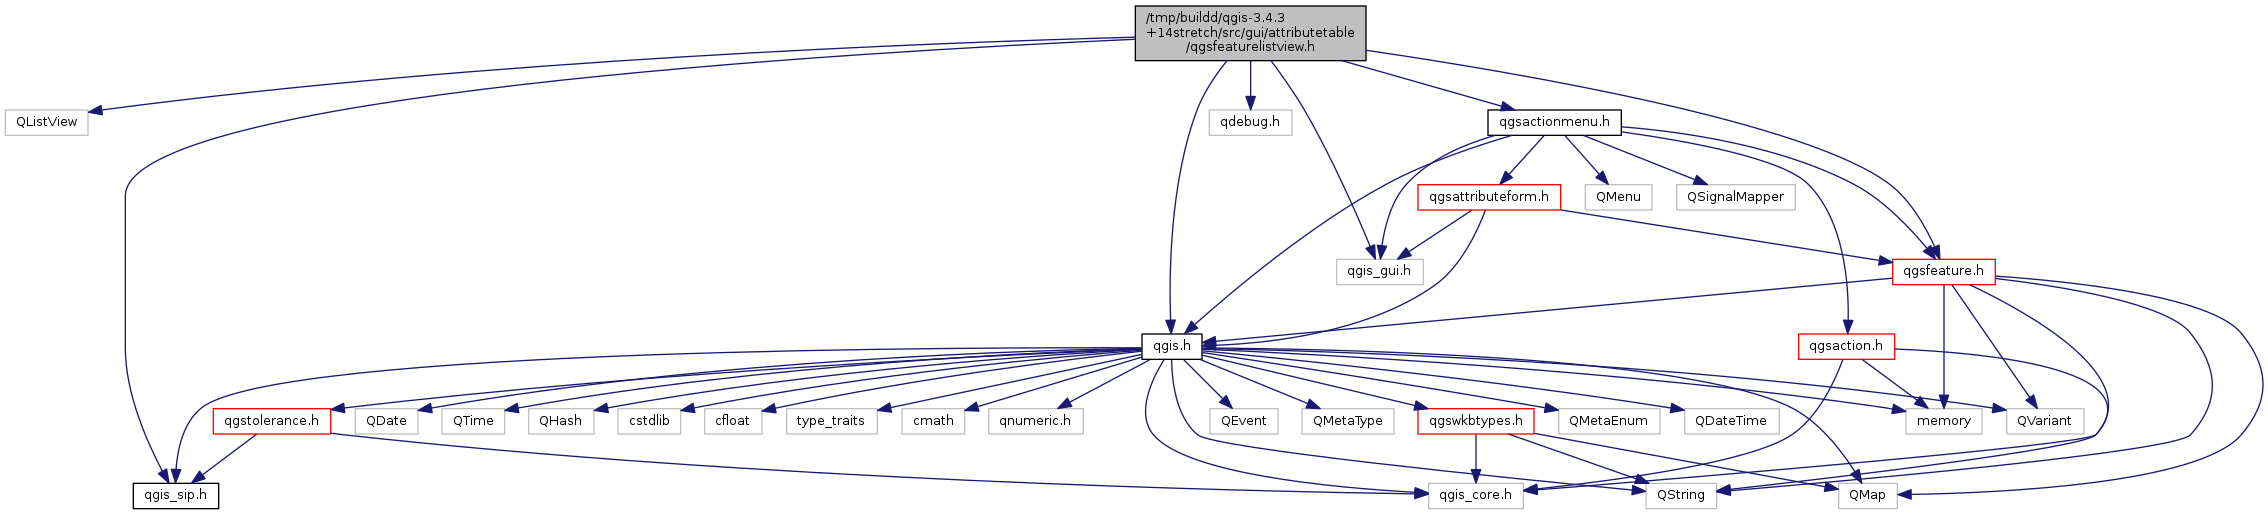 /tmp/buildd/qgis-3.4.3
+14stretch/src/gui/attributetable
/qgsfeaturelistview.h
QListView
qdebug.h
qgsactionmenu.h
qgsattributeform.h
QMenu
QSignalMapper
qgis_gui.h
qgsfeature.h
qgis.h
qgsaction.h
qgstolerance.h
QDate
QTime
QHash
cstdlib
cfloat
type_traits
cmath
qnumeric.h
QEvent
QMetaType
qgswkbtypes.h
QMetaEnum
QDateTime
memory
QVariant
qgis_sip.h
qgis_core.h
QString
QMap